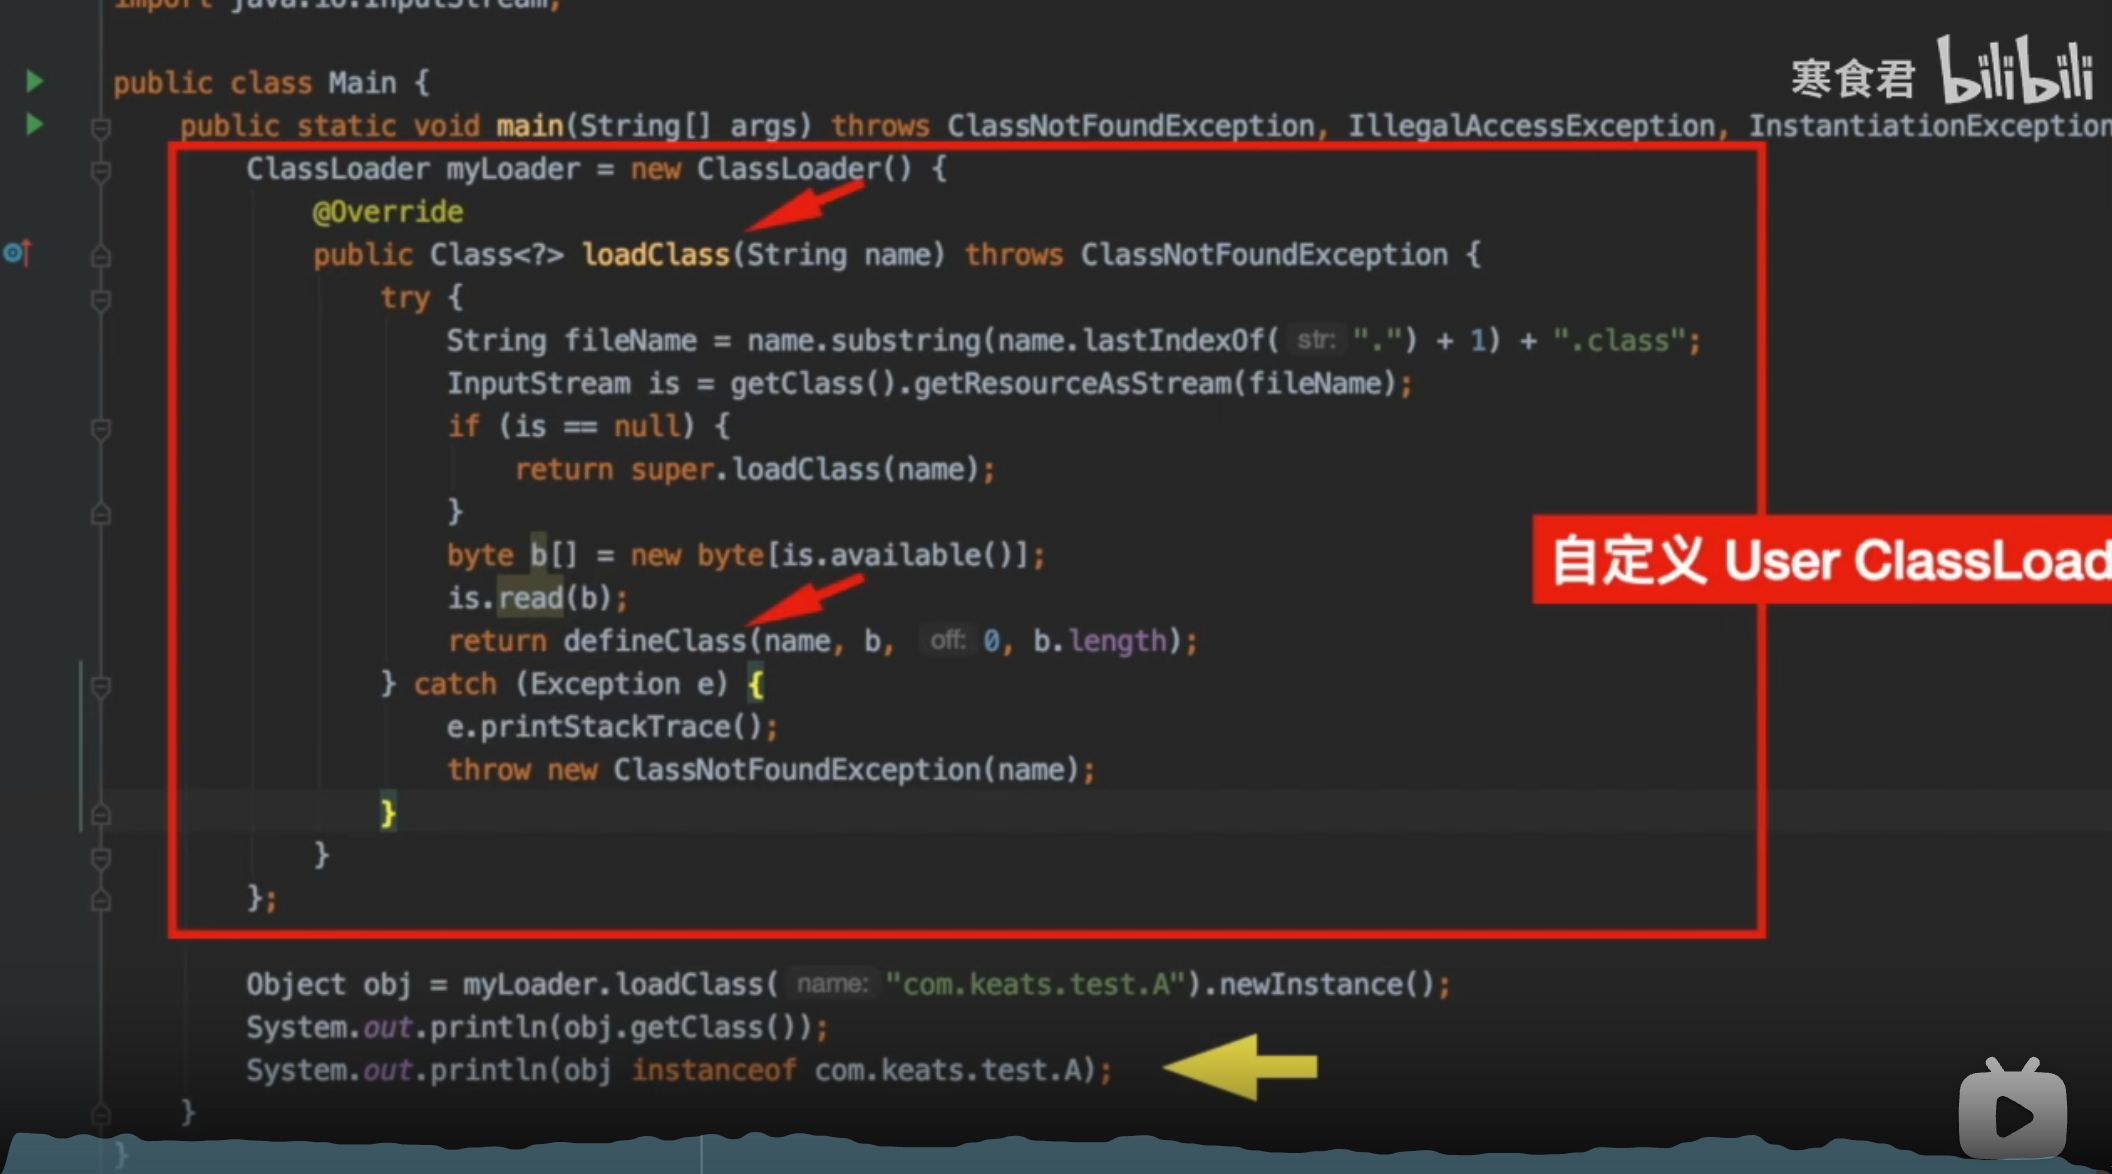 import java.io.InputStream;
寒食君 bilibili
public class Main {
public static void main(String[] args) throws ClassNotFoundException, IllegalAccessException, InstantiationException
ClassLoader myLoader = new ClassLoader() {
@Override
public Class<?> loadClass(String name) throws ClassNotFoundException {
try {
String fileName = name.substring(name.lastIndexOf( str: ".") + 1) + ".class";
InputStream is = getClass().getResourceAsStream(fileName);
if (is == null) {
return super.loadClass(name);
}
byte b[] = new byte[is.available()];
自定义 User ClassLoad
is.read(b);
return defineClass(name, b, off: 0, b.length);
} catch (Exception e) {
e.printStackTrace();
throw new ClassNotFoundException(name);
}
}
};
Object obj = myLoader.loadClass( name: "com.keats.test.A").newInstance();
System.out.println(obj.getClass());
System.out.println(obj instanceof com.keats.test.A);
}
}